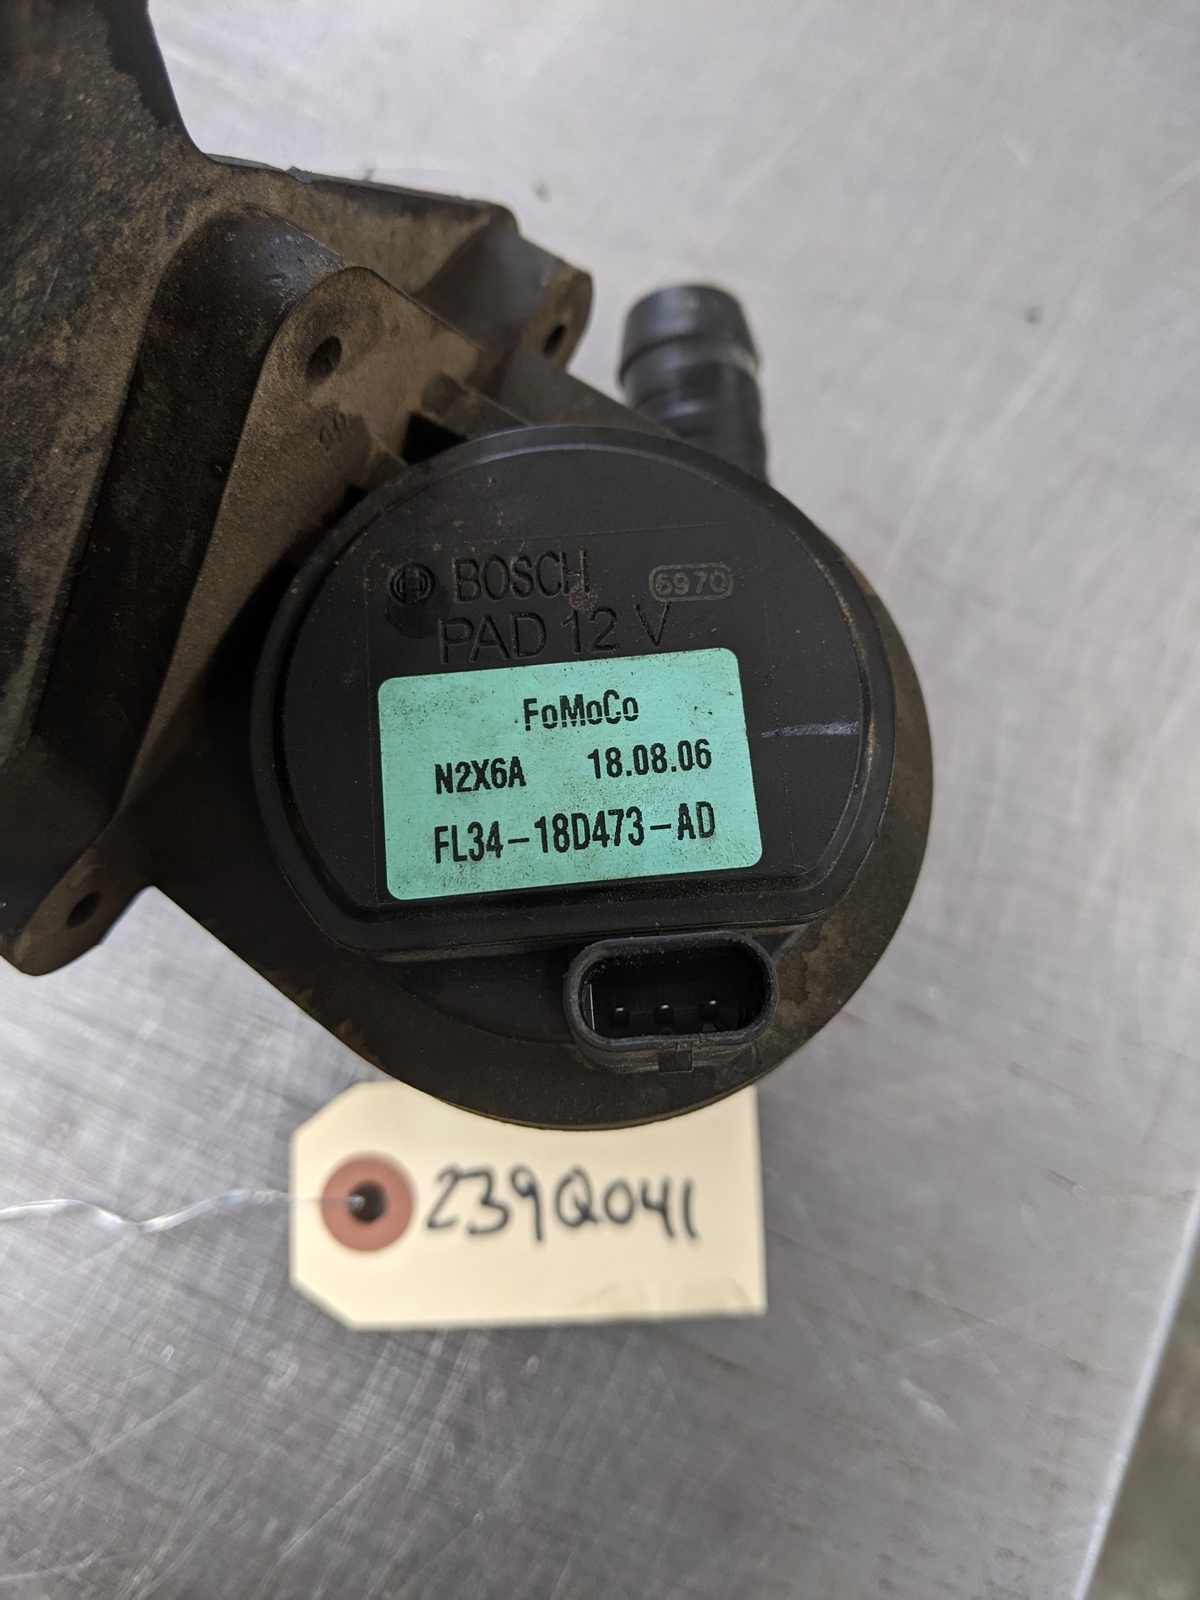 BOSCH 6970
PAD 12 V
FoMoCo
N2X6A 18.08.06
FL34-18D473-AD
239Q041